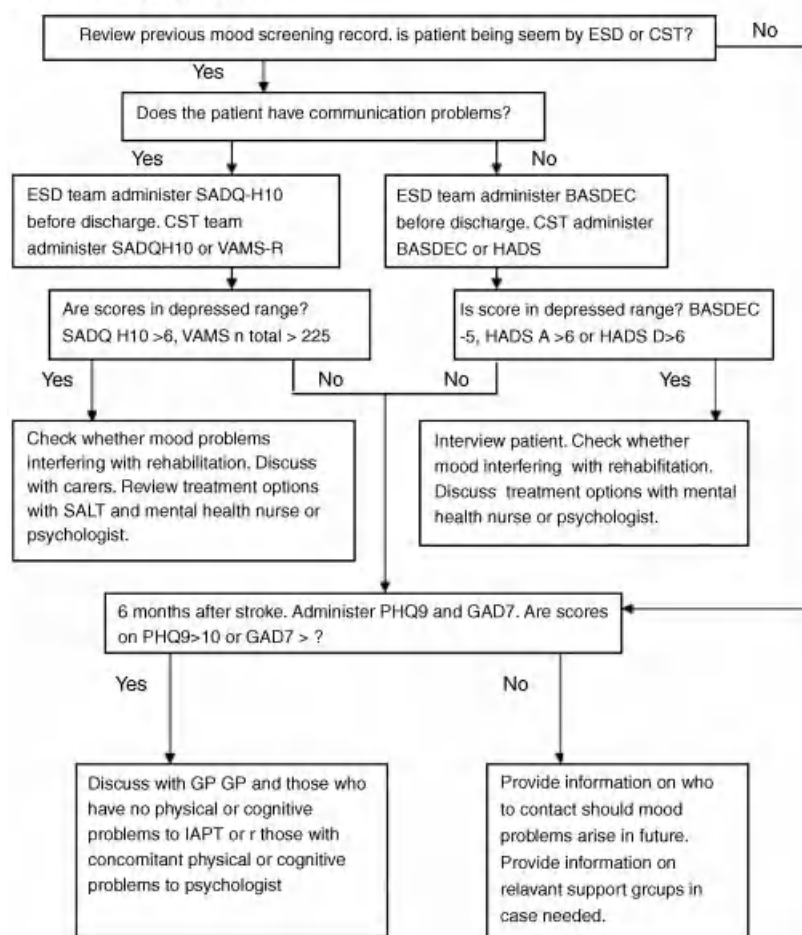 Review previous mood screening record. is patient being seem by ESD or CST?
No
Yes
Does the patient have communication problems?
Yes
No
ESD team administer SADQ-H10
before discharge. CST team
administer SADQH10 or VAMS-R
ESD team administer BASDEC
before discharge. CST administer
BASDEC or HADS
Are scores in depressed range?
SADQ H10 >6, VAMS n total > 225
Is score in depressed range? BASDEC
-5, HADS A >6 or HADS D>6
Yes
No
No
Yes
Check whether mood problems
interfering with rehabilitation. Discuss
with carers. Review treatment options
with SALT and mental health nurse or
psychologist.
Interview patient. Check whether
mood interfering with rehabifitation.
Discuss treatment options with mental
health nurse or psychologist.
6 months after stroke. Administer PHQ9 and GAD7. Are scores
on PHQ9>10 or GAD7 > ?
Yes
No
Discuss with GP GP and those who
have no physical or cognitive
problems to IAPT or r those with
concomitant physical or cognitive
problems to psychologist
Provide information on who
to contact should mood
problems arise in future.
Provide information on
relevant support grcups in
case needed.